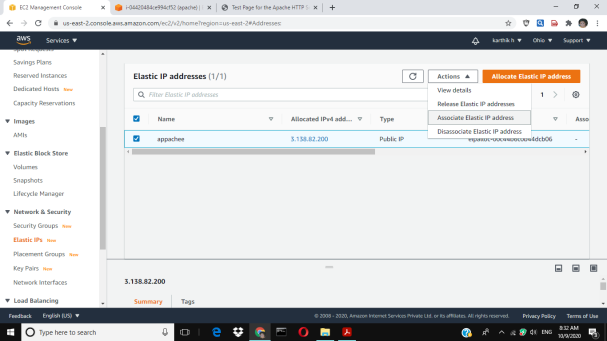 EC2 Management Console
i-04420484ce994cf52 (apache) |
Test Page for the Apache HTTP
us-east-2.console.aws.amazon.com/ec2/v2/home?region=us-east-2#Addresses:
aws
Services
karthik h
Ohio
Support
Savings Plans
Reserved Instances
Dedicated Hosts New
Capacity Reservations
Images
AMIs
Elastic Block Store
Volumes
Snapshots
Lifecycle Manager
Network & Security
Security Groups New
Elastic IPs New
Placement Groups New
Key Pairs New
Network Interfaces
Load Balancing
Elastic IP addresses (1/1)
Actions
Allocate Elastic IP address
View details
Release Elastic IP addresses
Associate Elastic IP address
Disassociate Elastic IP address
Filter Elastic IP addresses
1
Name
Allocated IPv4 add...
Type
Asso
appachee
3.138.82.200
Public IP
-
3.138.82.200
Summary
Tags
Feedback
English (US)
© 2008 - 2020, Amazon Internet Services Private Ltd. or its affiliates. All rights reserved.
Privacy Policy
Terms of Use
Type here to search
ENG
8:32 AM
10/9/2020